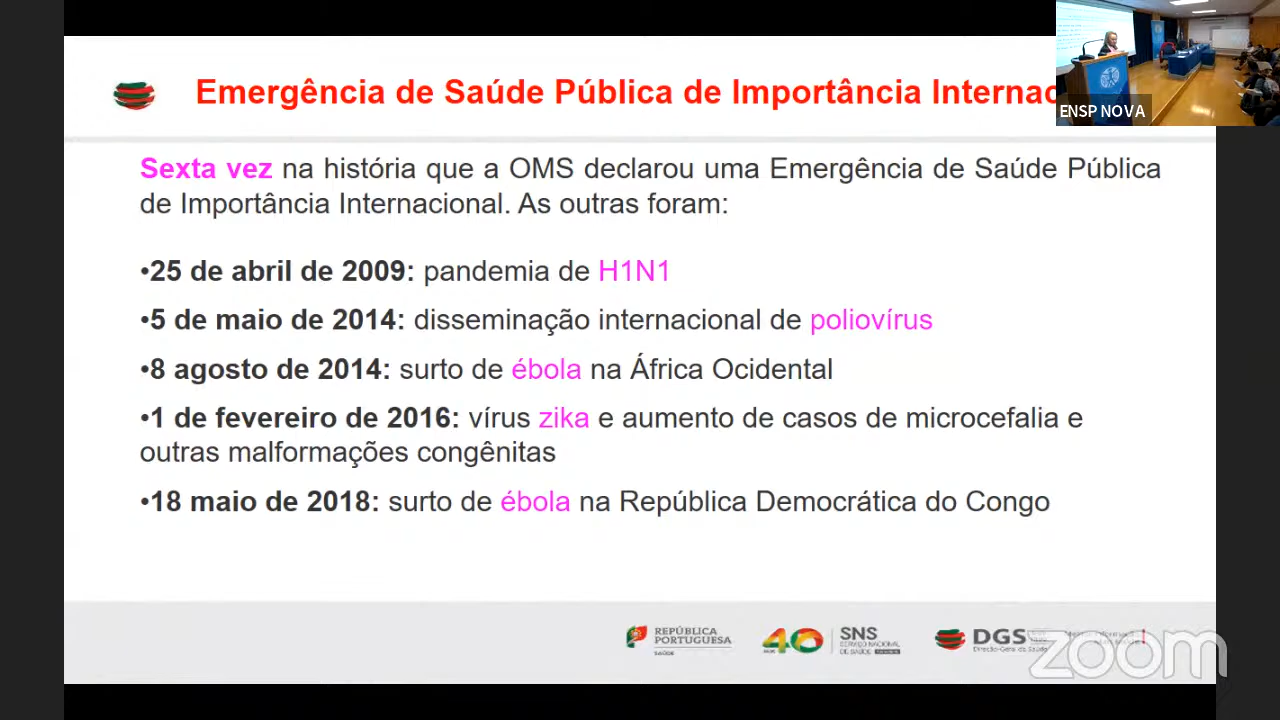 Emergência de Saúde Pública de Importância Internac
ENSP NOVA
Sexta vez na história que a OMS declarou uma Emergência de Saúde Pública
de Importância Internacional. As outras foram:
•25 de abril de 2009: pandemia de H1N1
•5 de maio de 2014: disseminação internacional de poliovírus
•8 agosto de 2014: surto de ébola na África Ocidental
•1 de fevereiro de 2016: vírus zika e aumento de casos de microcefalia e
outras malformações congênitas
•18 maio de 2018: surto de ébola na República Democrática do Congo
REPÚBLICA
PORTUGUESA
SAÚDE
40
SNS
SERVIÇO NACIONAL
DE SAÚDE
DGS
Direção-Geral da Saúde
zoom